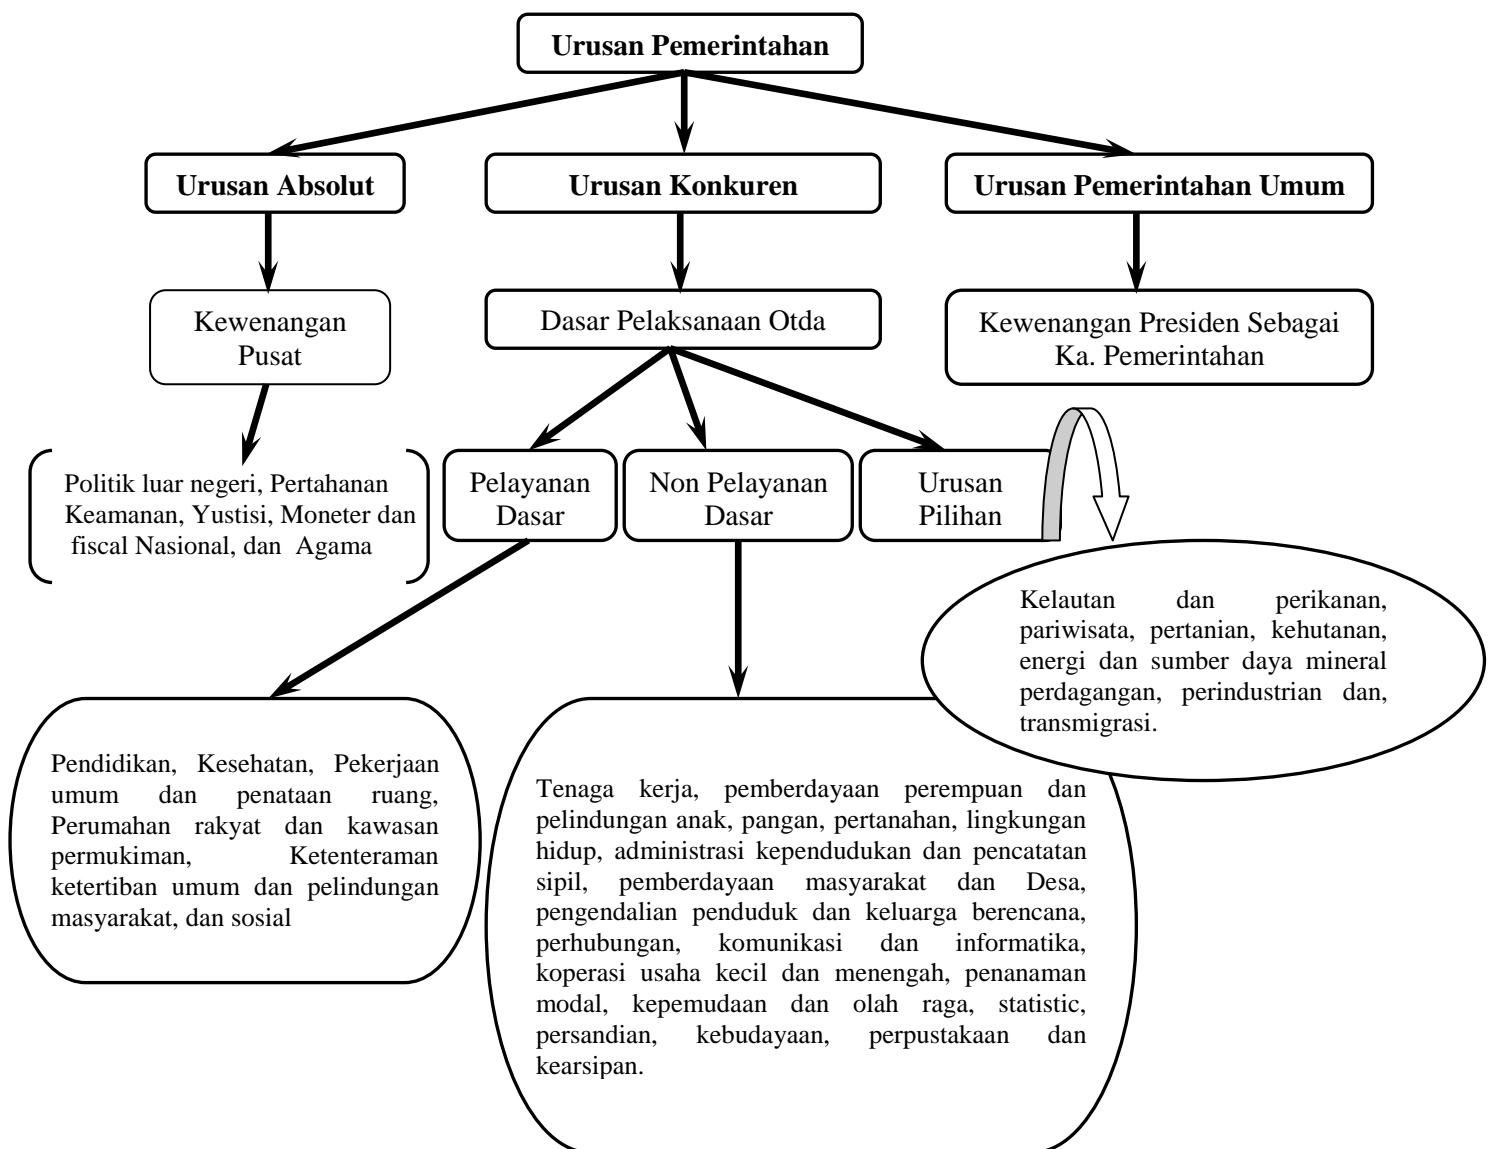 Urusan Pemerintahan
Urusan Absolut
Urusan Konkuren
Urusan Pemerintahan Umum
Kewenangan
Pusat
Dasar Pelaksanaan Otda
Kewenangan Presiden Sebagai
Ka. Pemerintahan
Politik luar negeri, Pertahanan
Keamanan, Yustisi, Moneter dan
fiscal Nasional, dan Agama
Pelayanan
Dasar
Non Pelayanan
Dasar
Urusan
Pilihan
Kelautan dan perikanan,
pariwisata, pertanian, kehutanan,
energi dan sumber daya mineral
perdagangan, perindustrian dan,
transmigrasi.
Pendidikan, Kesehatan, Pekerjaan
umum dan penataan ruang,
Perumahan rakyat dan kawasan
permukiman, Ketenteraman
ketertiban umum dan pelindungan
masyarakat, dan sosial
Tenaga kerja, pemberdayaan perempuan dan
pelindungan anak, pangan, pertanahan, lingkungan
hidup, administrasi kependudukan dan pencatatan
sipil, pemberdayaan masyarakat dan Desa,
pengendalian penduduk dan keluarga berencana,
perhubungan, komunikasi dan informatika,
koperasi usaha kecil dan menengah, penanaman
modal, kepemudaan dan olah raga, statistic,
persandian, kebudayaan, perpustakaan dan
kearsipan.